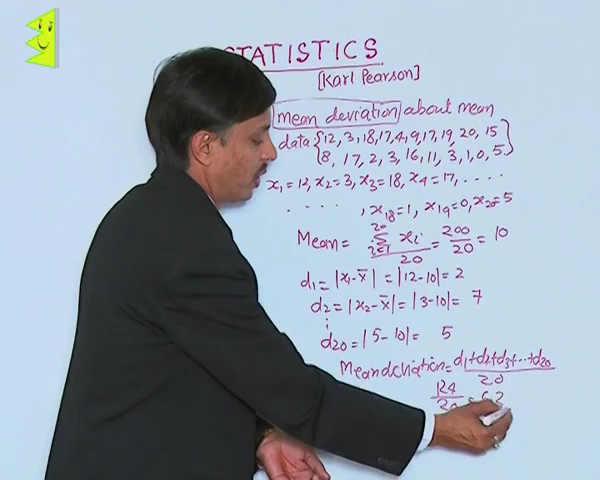 STATISTICS
[Karl Pearson]
mean deviation about mean
data {12, 3, 18, 17, 4, 9, 17, 19, 20, 15
8, 17, 2, 3, 16, 11, 3, 1, 0, 5.}
x₁ = 12, x₂ = 3, x₃ = 18, x₄ = 17, . . . .
. . . . , x₁₈ = 1, x₁₉ = 0, x₂₀ = 5
Mean = 20 Σ i=1 xi / 20 = 200 / 20 = 10
d₁ = |x₁ - x̄| = |12 - 10| = 2
d₂ = |x₂ - x̄| = |3 - 10| = 7
⋮
d₂₀ = |5 - 10| = 5
Mean deviation = d₁ + d₂ + d₃ + ... + d₂₀ / 20
124 / 20 = 6.2